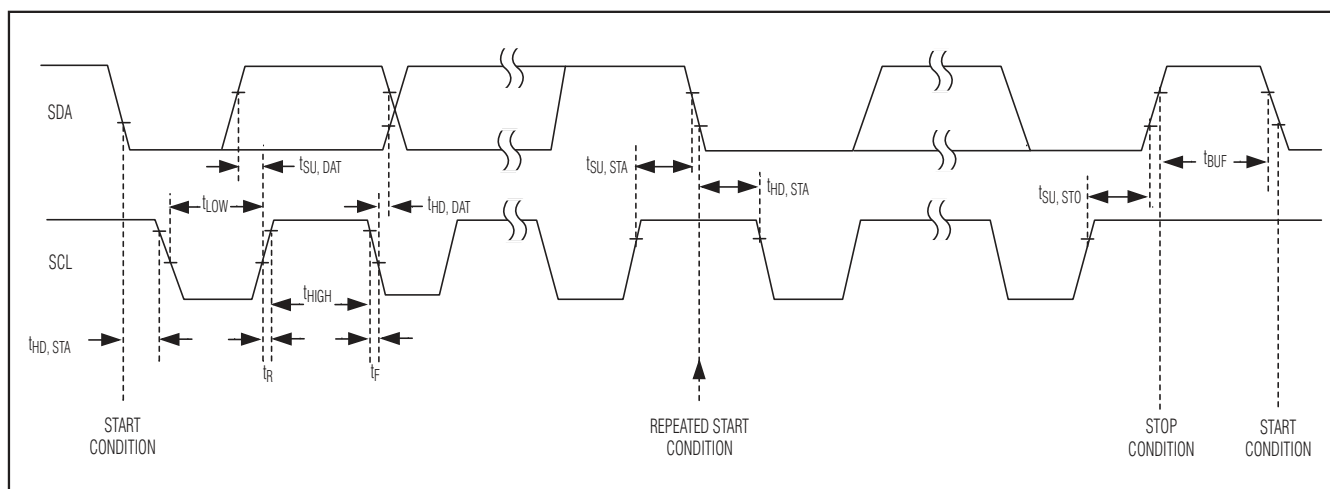 SDA
tSU, DAT
tSU, STA
tBUF
tLOW
tHD, DAT
tHD, STA
tSU, STO
SCL
tHIGH
tHD, STA
tR
tF
START
CONDITION
REPEATED START
CONDITION
STOP
CONDITION
START
CONDITION